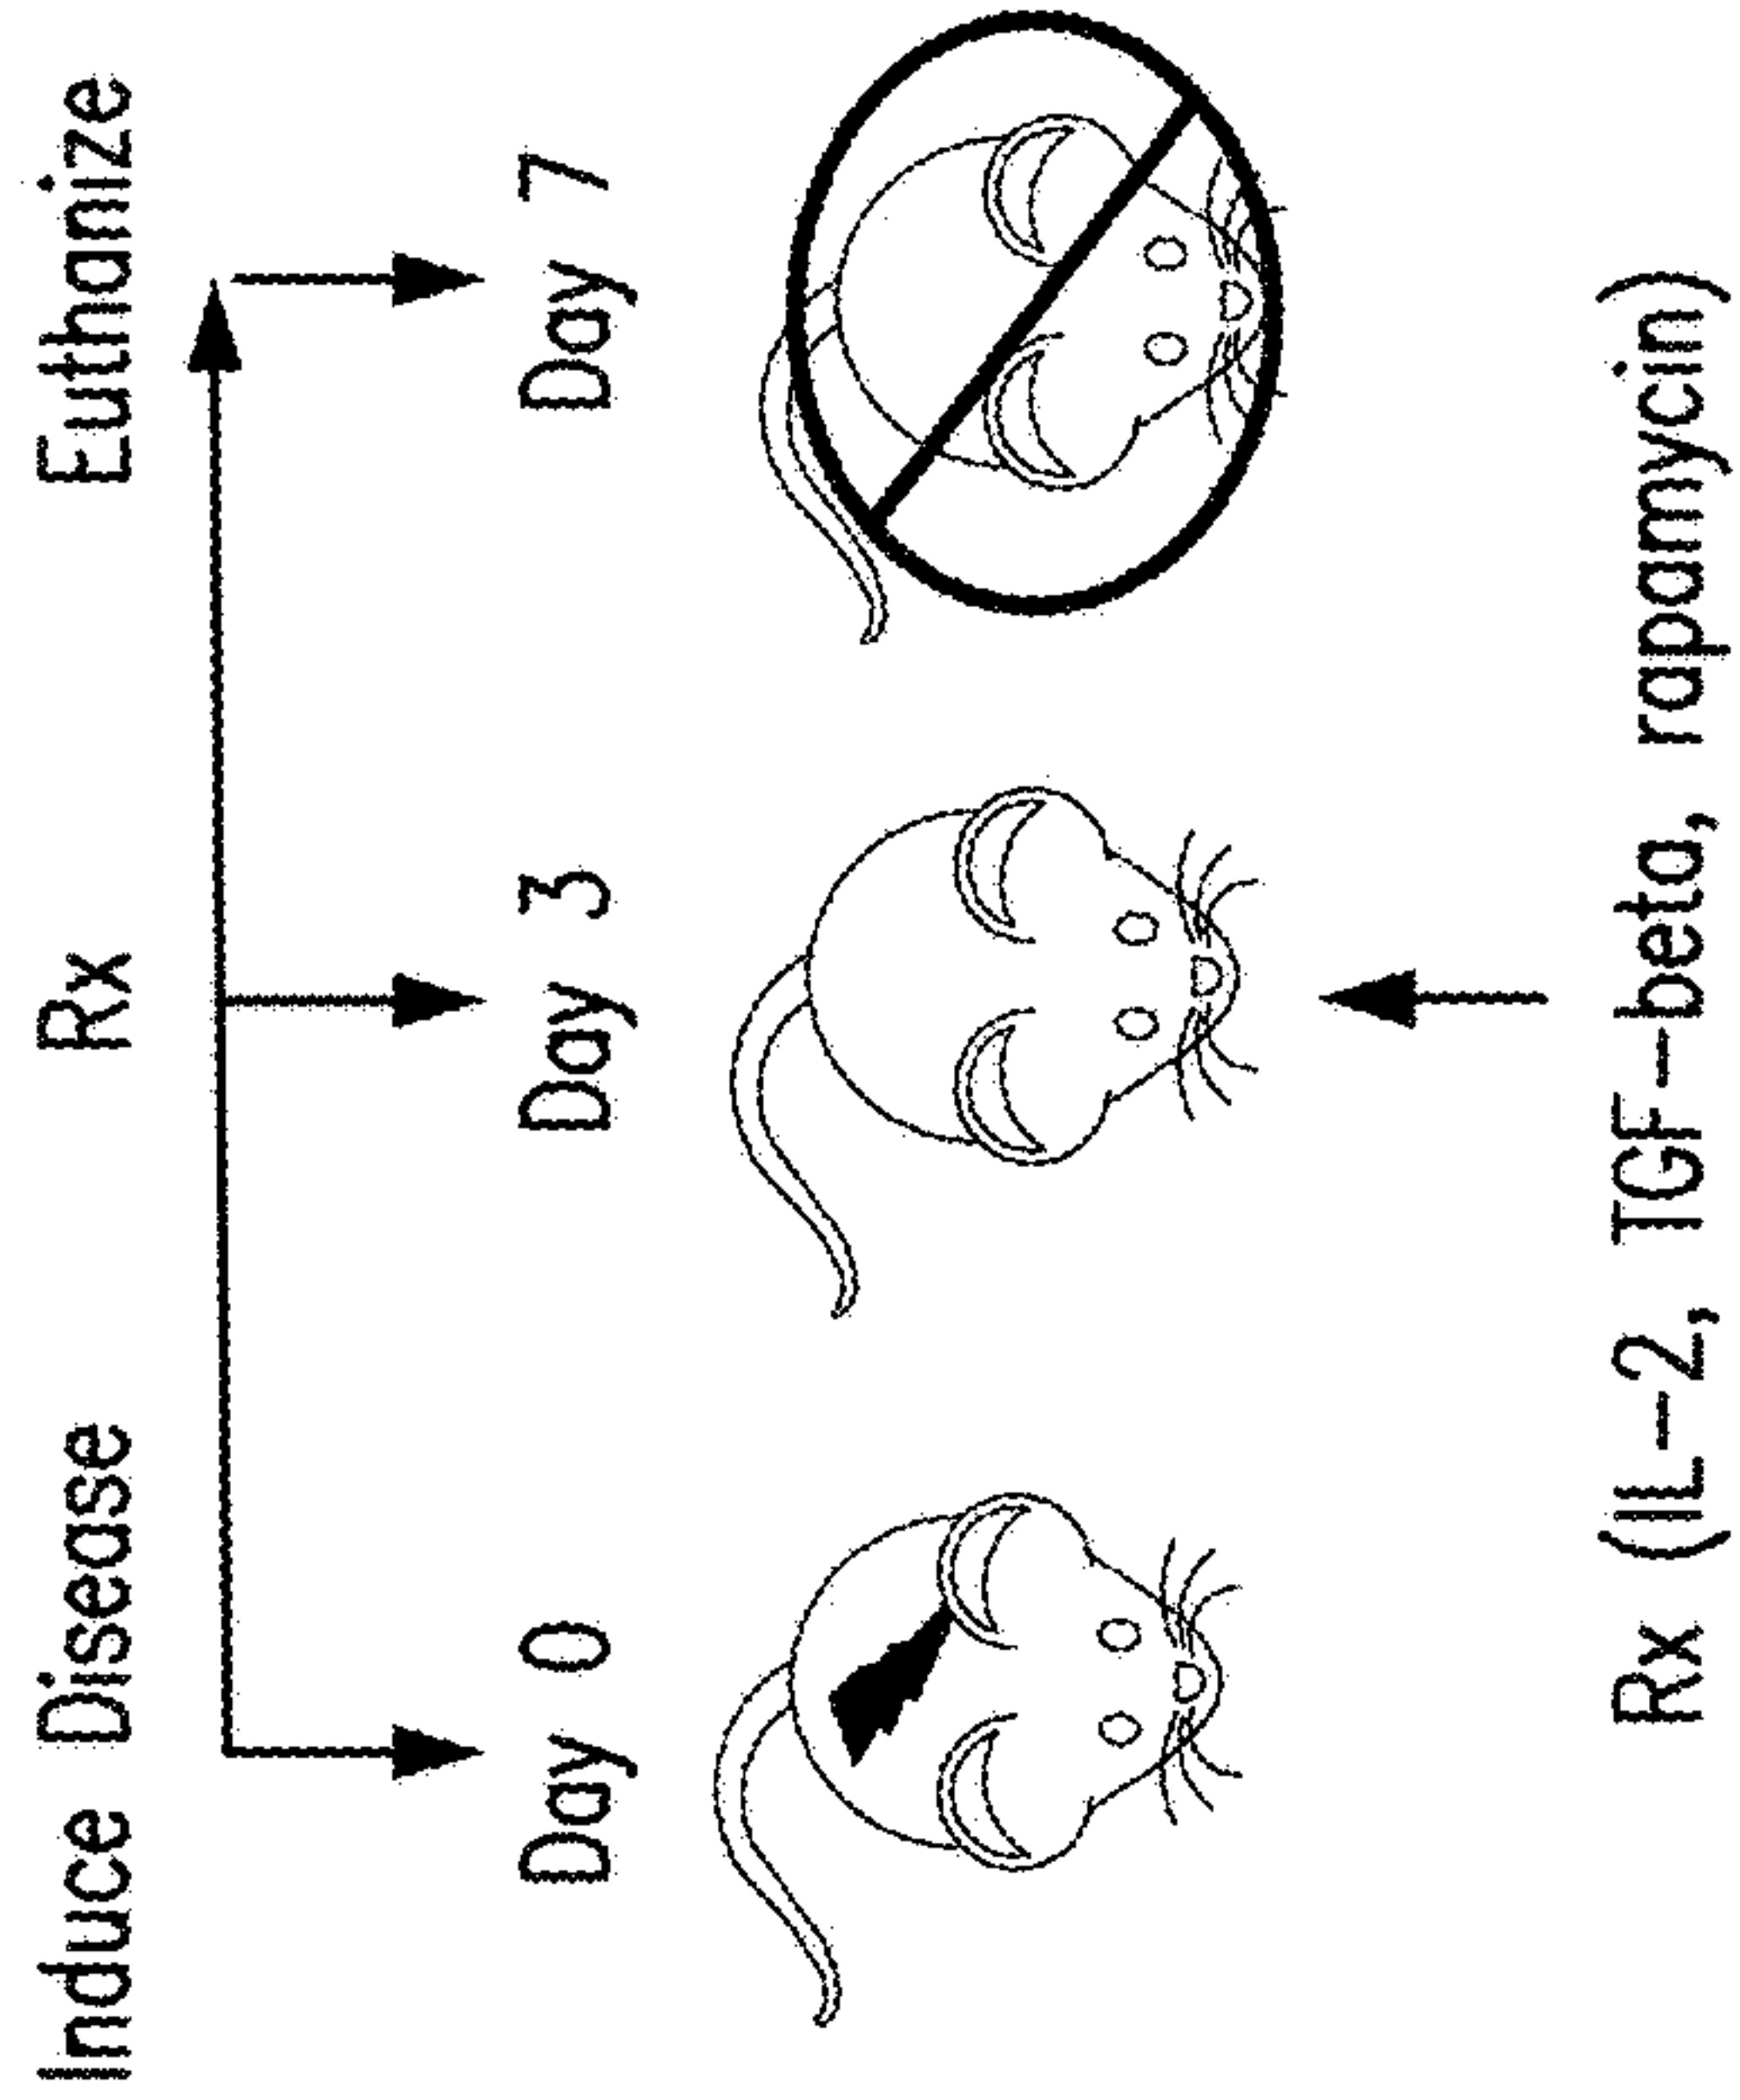 Induce Disease Rx Euthanize
Day 0 Day 3 Day 7
Rx (IL-2, TGF-beta, rapamycin)